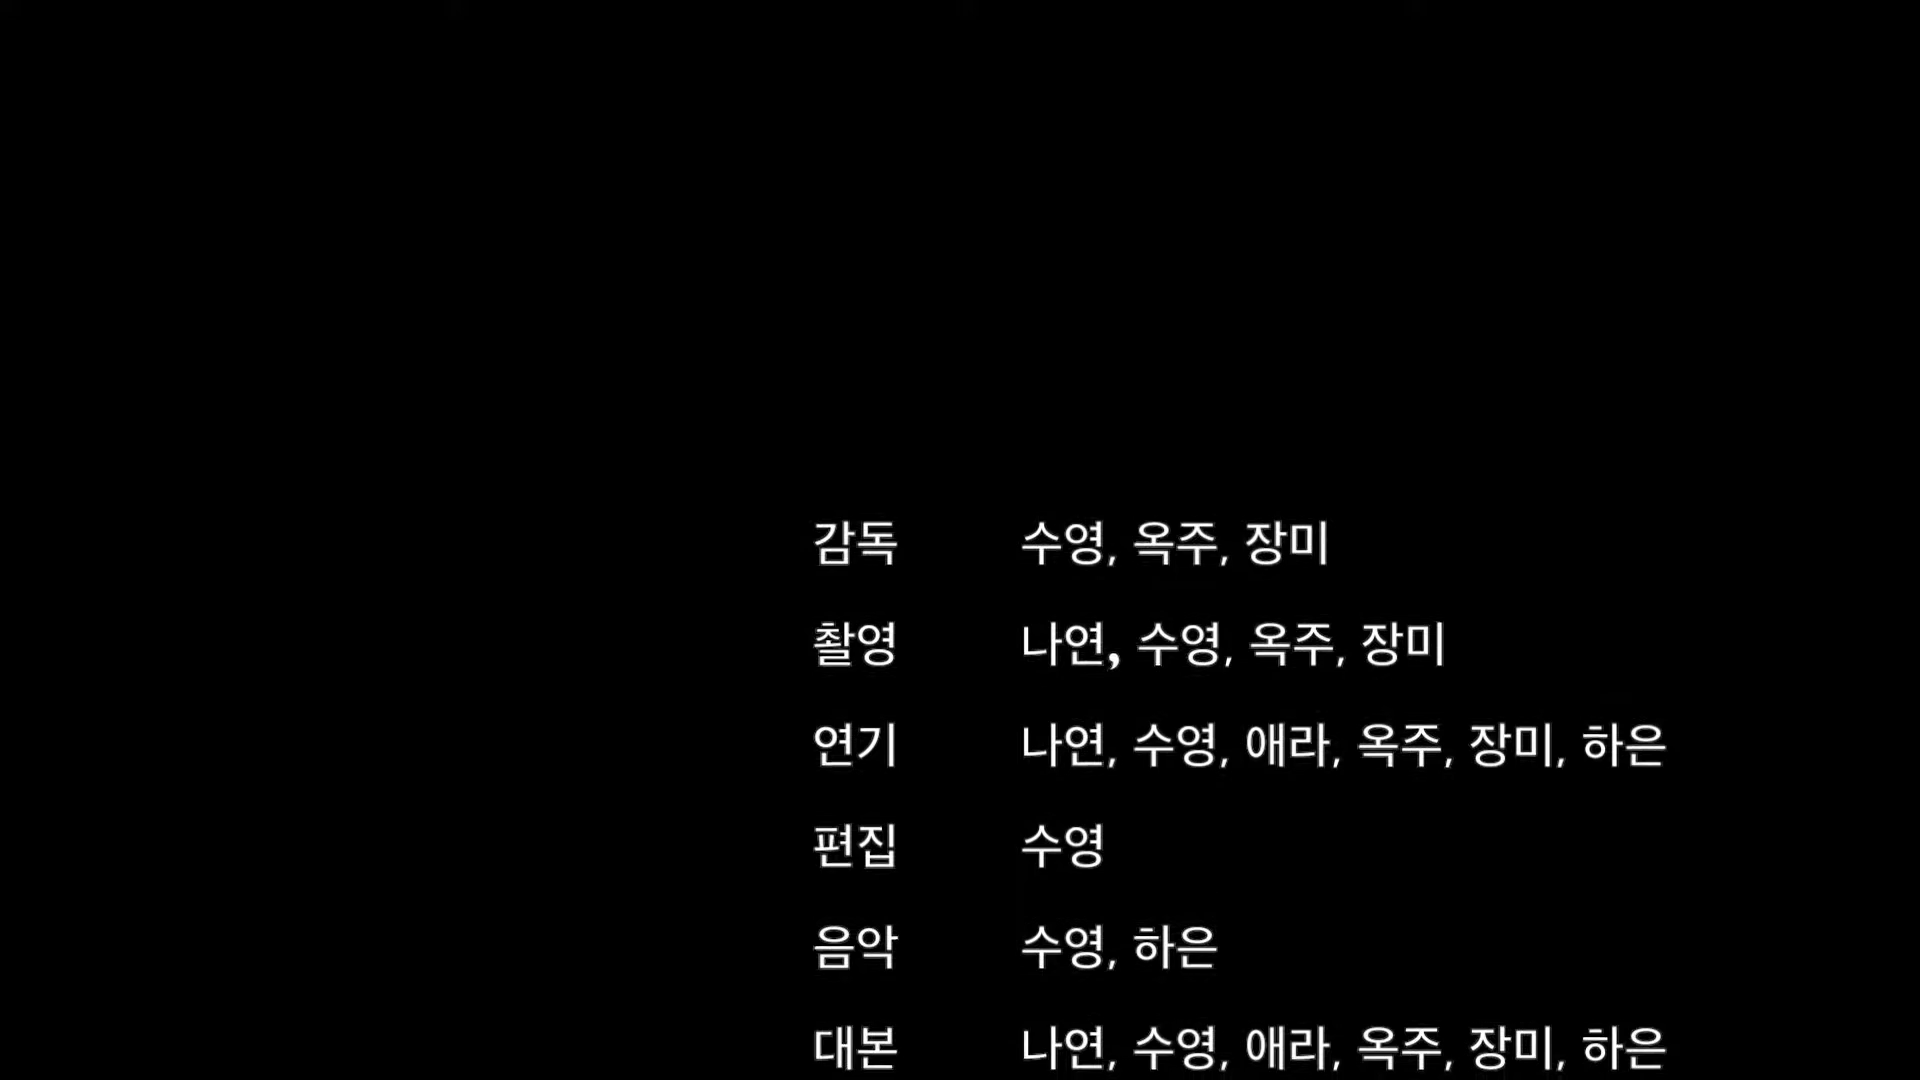 감독 수영, 옥주, 장미
촬영 나연, 수영, 옥주, 장미
연기 나연, 수영, 애라, 옥주, 장미, 하은
편집 수영
음악 수영, 하은
대본 나연, 수영, 애라, 옥주, 장미, 하은